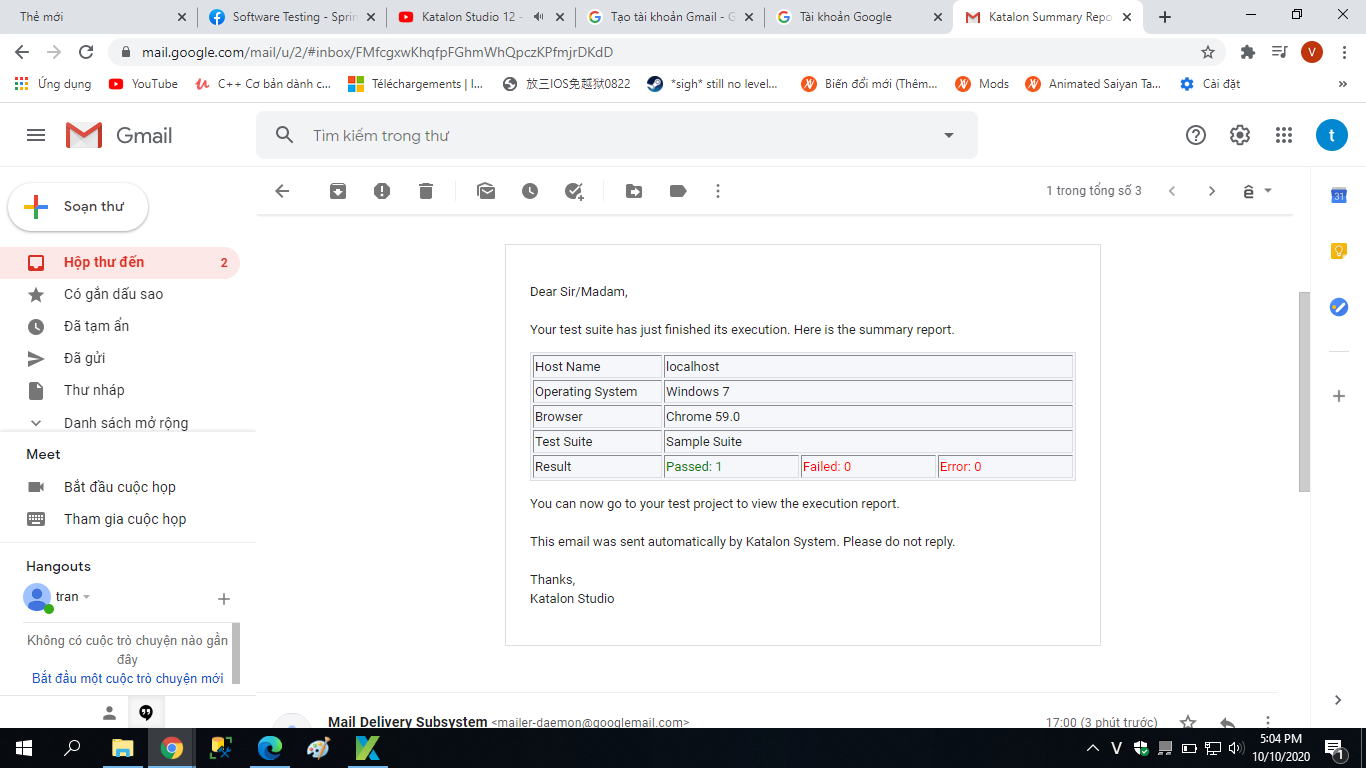 Thẻ mới
Software Testing - Sprin
Katalon Studio 12 -
Tạo tài khoản Gmail - G
Tài khoản Google
Katalon Summary Repo
mail.google.com/mail/u/2/#inbox/FMfcgxwKhqfpFGhmWhQpczKPfmjrDKdD
V
Ứng dụng
YouTube
C++ Cơ bản dành c...
Téléchargements | I...
放三IOS免越狱0822
*sigh* still no level...
Biến đổi mới (Thêm...
Mods
Animated Saiyan Ta...
Cài đặt
»
Gmail
Tìm kiếm trong thư
t
Soạn thư
1 trong tổng số 3
ê
31
Hộp thư đến 2
Có gắn dấu sao
Đã tạm ẩn
Đã gửi
Thư nháp
Danh sách mở rộng
Meet
Bắt đầu cuộc họp
Tham gia cuộc họp
Hangouts
tran
Không có cuộc trò chuyện nào gần
đây
Bắt đầu một cuộc trò chuyện mới
Dear Sir/Madam,
Your test suite has just finished its execution. Here is the summary report.
Host Name localhost
Operating System Windows 7
Browser Chrome 59.0
Test Suite Sample Suite
Result Passed: 1 Failed: 0 Error: 0
You can now go to your test project to view the execution report.
This email was sent automatically by Katalon System. Please do not reply.
Thanks,
Katalon Studio
Mail Delivery Subsystem <mailer-daemon@googlemail.com> 17:00 (3 phút trước)
V
5:04 PM
10/10/2020
1